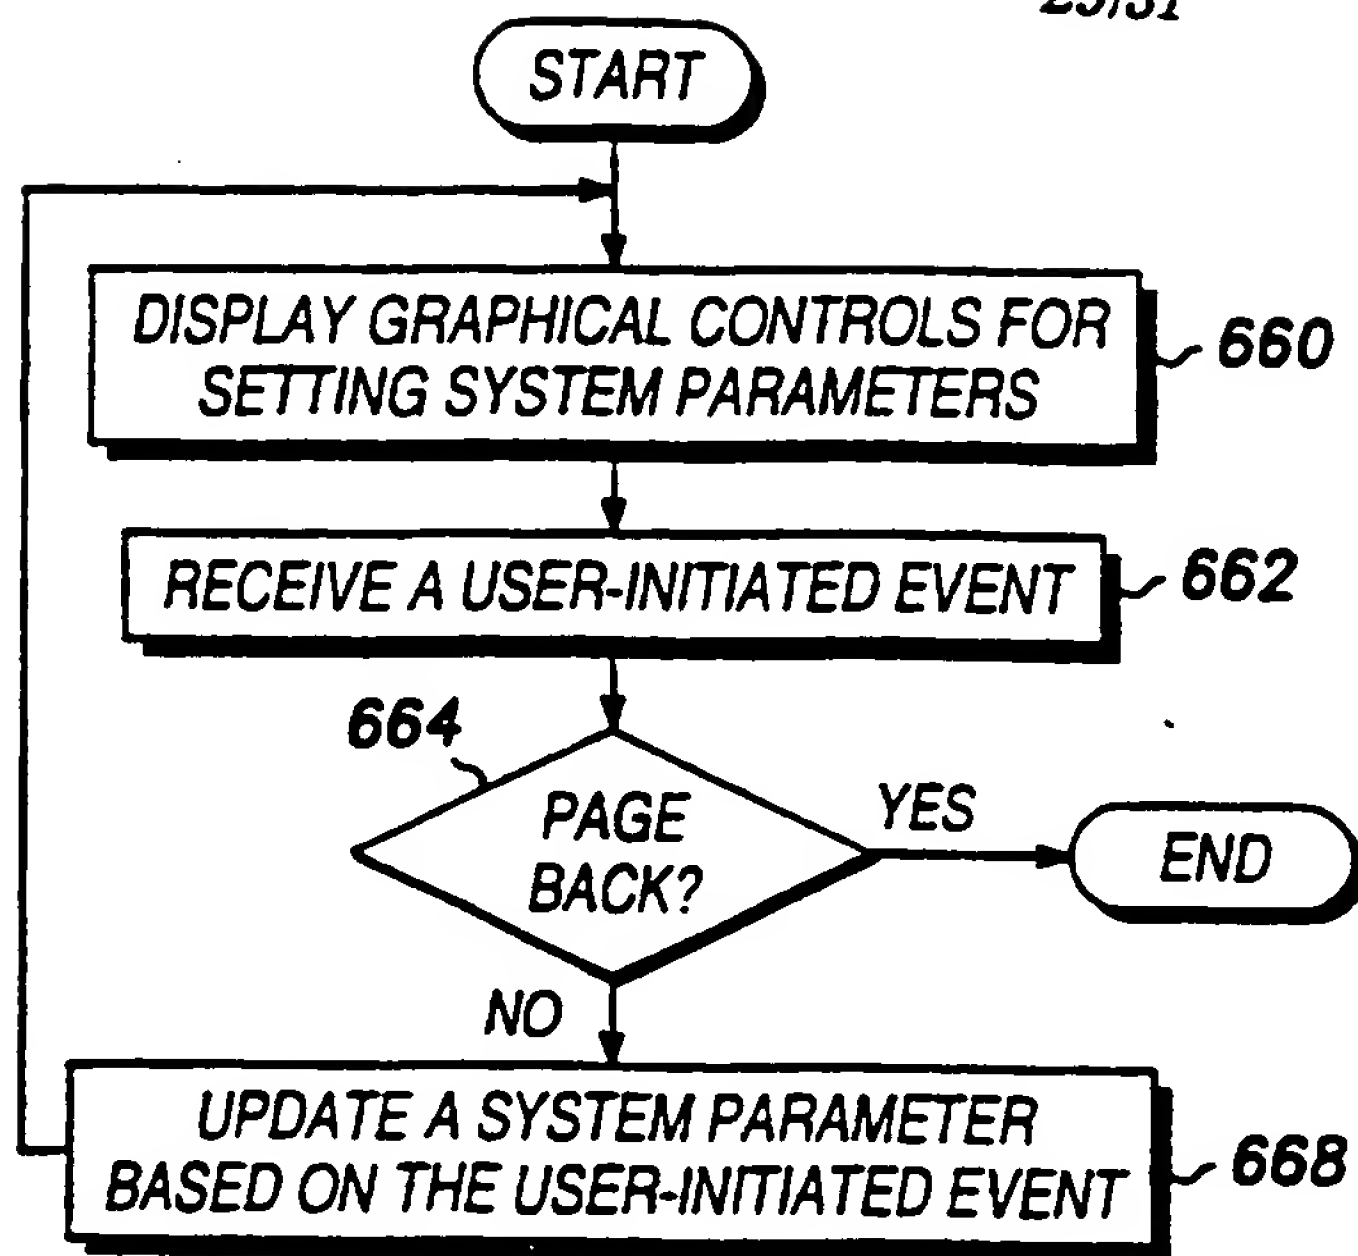 START
DISPLAY GRAPHICAL CONTROLS FOR
SETTING SYSTEM PARAMETERS
660
RECEIVE A USER-INITIATED EVENT
662
664
PAGE
BACK?
YES
END
NO
UPDATE A SYSTEM PARAMETER
BASED ON THE USER-INITIATED EVENT
668